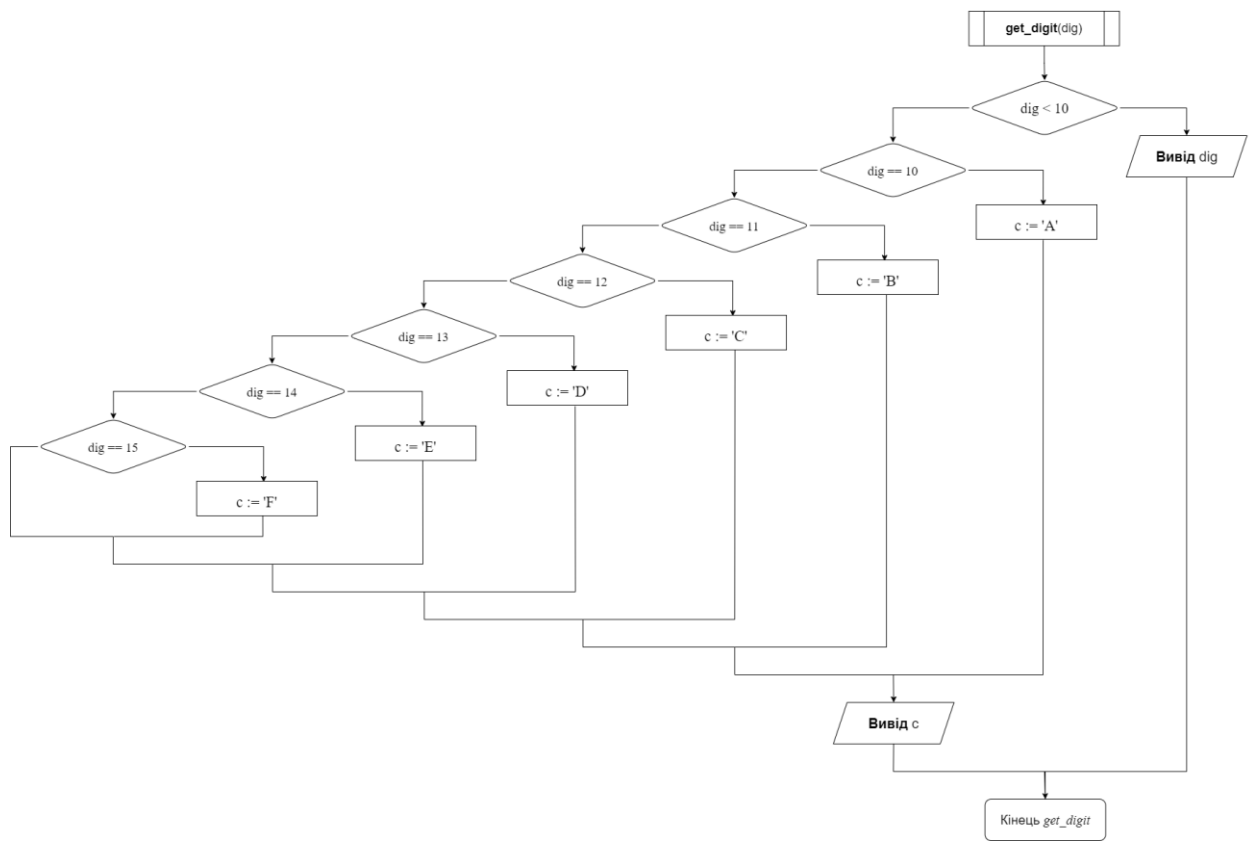 get_digit(dig)
dig < 10
Вивід dig
dig == 10
c := 'A'
dig == 11
c := 'B'
dig == 12
c := 'C'
dig == 13
c := 'D'
dig == 14
c := 'E'
dig == 15
c := 'F'
Вивід c
Кінець get_digit